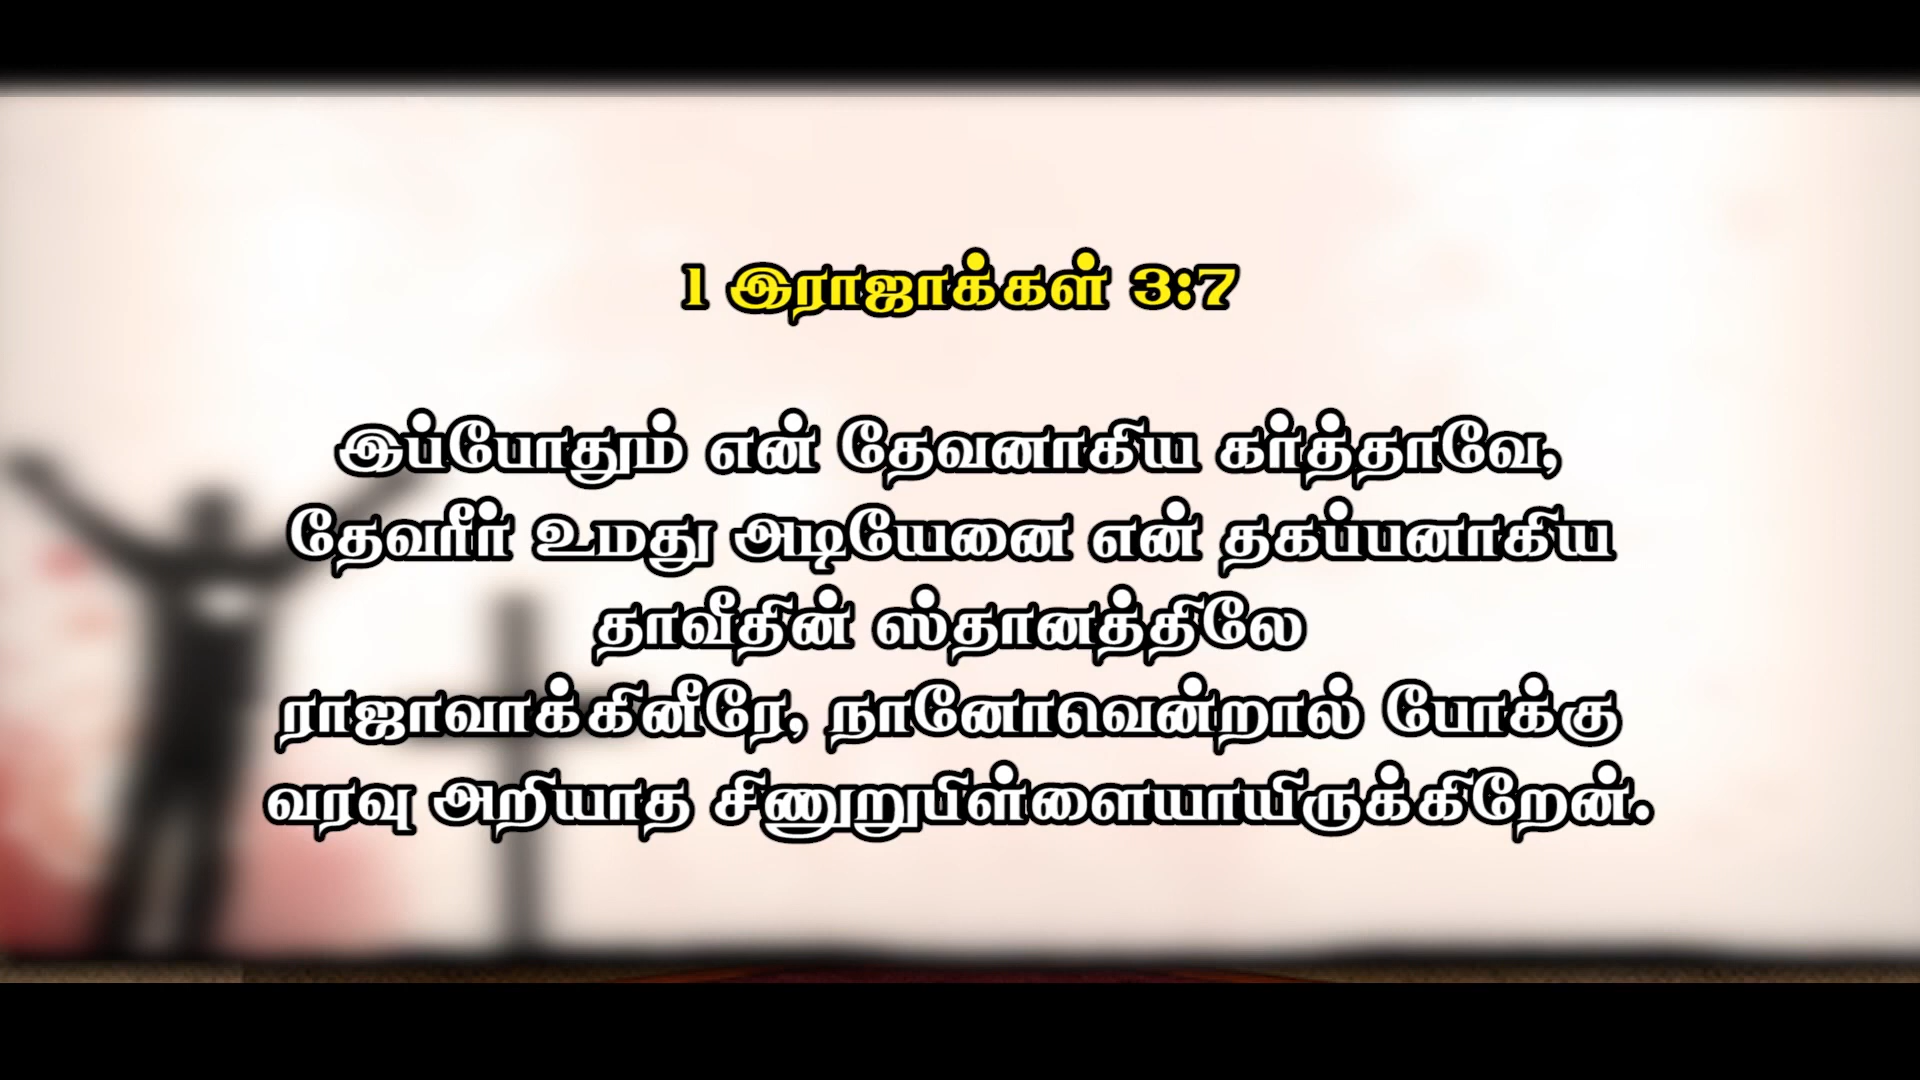 1 இராஜாக்கள் 3:7
இப்போதும் என் தேவனாகிய கர்த்தாவே,
தேவரீர் உமது அடியேனை என் தகப்பனாகிய
தாவீதின் ஸ்தானத்திலே
ராஜாவாக்கினீரே, நானோவென்றால் போக்கு
வரவு அறியாத சிணுறுபிள்ளையாயிருக்கிறேன்.